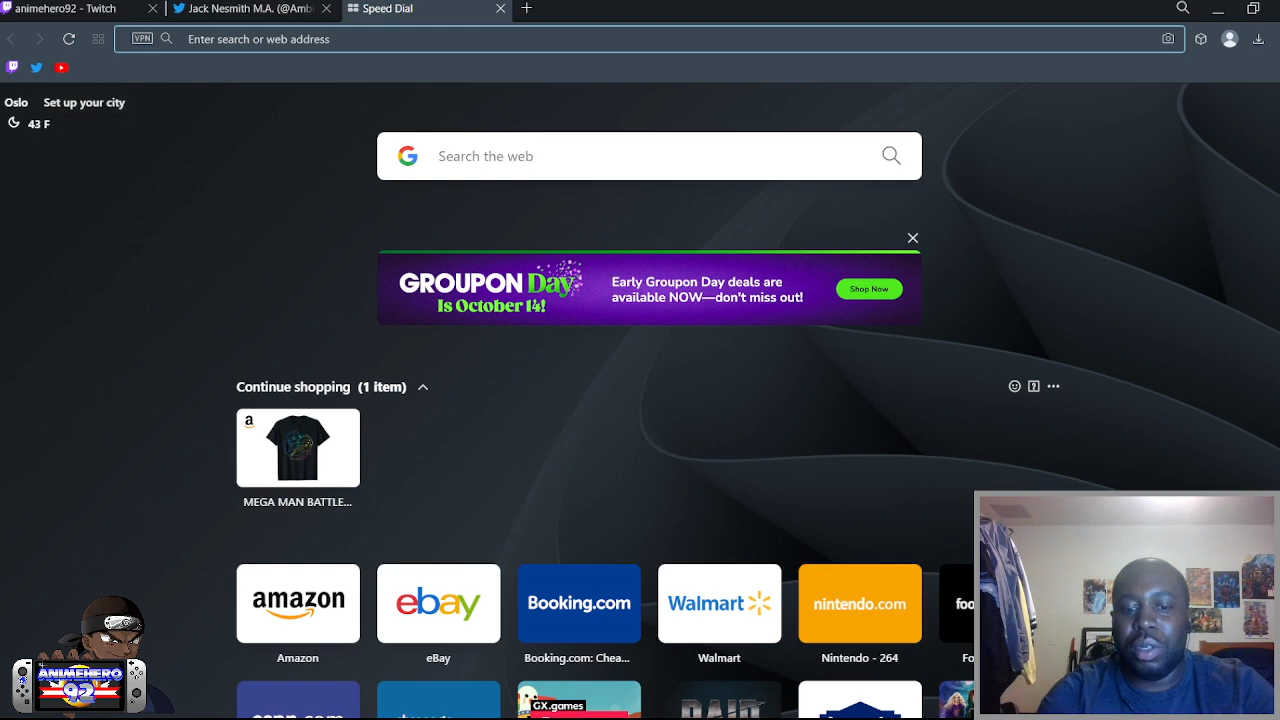 animehero92 - Twitch
Jack Nesmith M.A. (@Amb
Speed Dial
VPN
Enter search or web address
Oslo Set up your city
43 F
Search the web
GROUPON Day
Is October 14!
Early Groupon Day deals are
available NOW—don't miss out!
Shop Now
Continue shopping (1 item)
a
MEGA MAN BATTLE...
amazon
ebay
Booking.com
Walmart
nintendo.com
foo
Amazon
eBay
Booking.com: Chea...
Walmart
Nintendo - 264
Fo
GX.games
RAID
ANIMEHERO
92